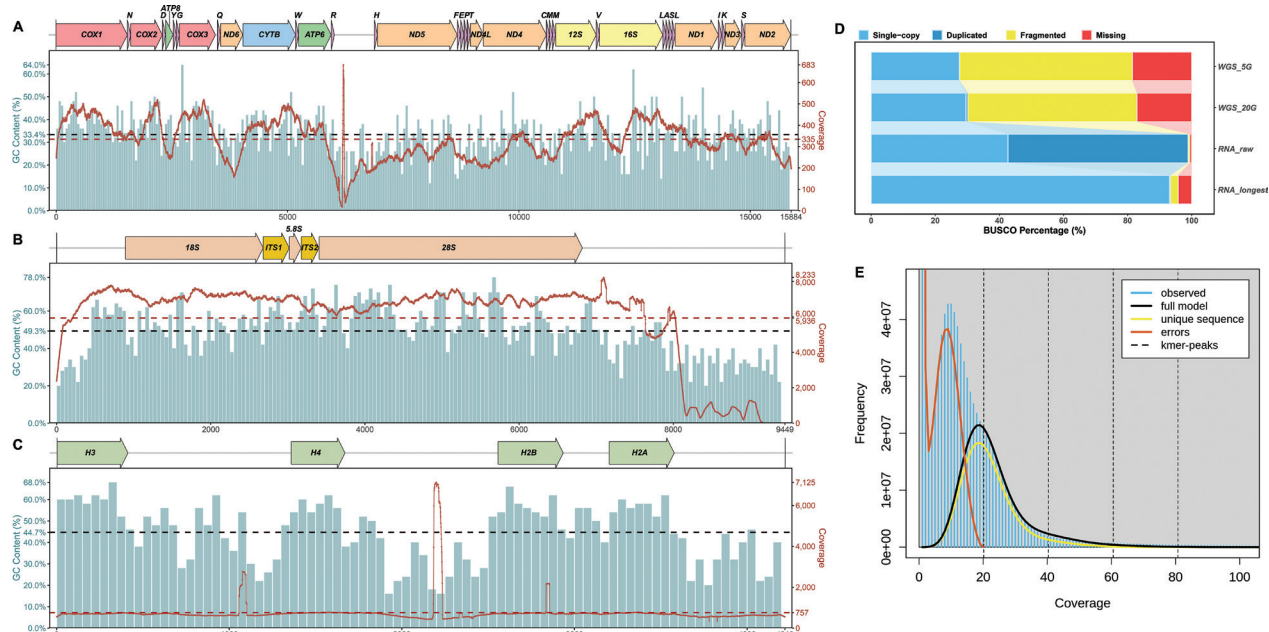 A
COX1 N COX2 D ATP8 YG COX3 Q ND6 CYTB W ATP6 R H ND5 FEPT ND4L ND4 CMM 12S V 16S LASL ND1 I K ND3 S ND2
GC Content (%)
64.0%
60.0%
50.0%
40.0%
33.4%
30.0%
20.0%
10.0%
0.0%
683
600
500
400
335
300
200
100
0
Coverage
0 5000 10000 15000 15884
B
18S ITS1 5.8S ITS2 28S
GC Content (%)
78.0%
60.0%
49.3%
40.0%
20.0%
0.0%
8,233
8,000
6,000
5,936
4,000
2,000
0
Coverage
0 2000 4000 6000 8000 9449
C
H3 H4 H2B H2A
GC Content (%)
68.0%
60.0%
50.0%
44.7%
40.0%
30.0%
20.0%
10.0%
0.0%
7,125
6,000
4,000
2,000
757
0
Coverage
D
Single-copy Duplicated Fragmented Missing
WGS_5G
WGS_20G
RNA_raw
RNA_longest
0 20 40 60 80 100
BUSCO Percentage (%)
E
observed
full model
unique sequence
errors
kmer-peaks
Frequency
4e+07
3e+07
2e+07
1e+07
0e+00
0 20 40 60 80 100
Coverage